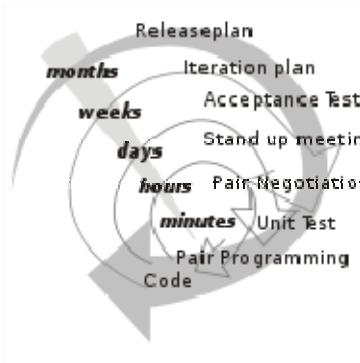 Releaseplan
months
Iteration plan
weeks
Acceptance Test
days
Stand up meetin
hours
Pair Negotiation
minutes
Unit Test
Pair Programming
Code